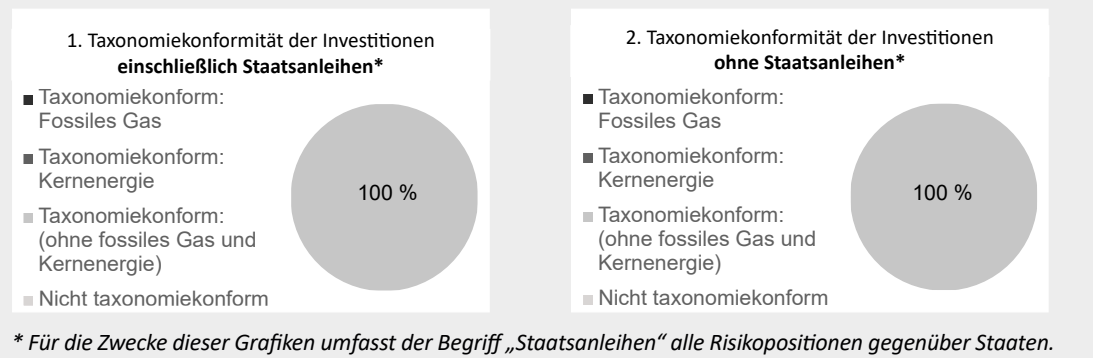 1. Taxonomiekonformität der Investitionen
einschließlich Staatsanleihen*
Taxonomiekonform:
Fossiles Gas
Taxonomiekonform:
Kernenergie
Taxonomiekonform:
(ohne fossiles Gas und
Kernenergie)
Nicht taxonomiekonform
100 %
2. Taxonomiekonformität der Investitionen
ohne Staatsanleihen*
Taxonomiekonform:
Fossiles Gas
Taxonomiekonform:
Kernenergie
Taxonomiekonform:
(ohne fossiles Gas und
Kernenergie)
Nicht taxonomiekonform
100 %
* Für die Zwecke dieser Grafiken umfasst der Begriff „Staatsanleihen“ alle Risikopositionen gegenüber Staaten.